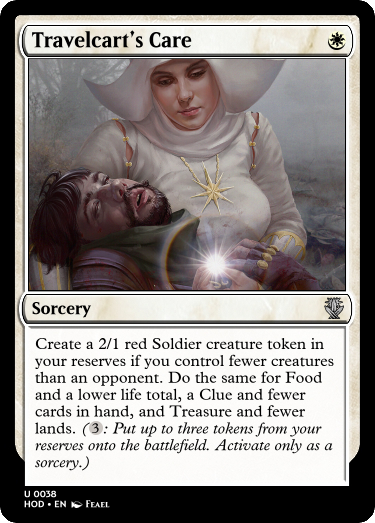 Travelcart's Care
Sorcery
Create a 2/1 red Soldier creature token in
your reserves if you control fewer creatures
than an opponent. Do the same for Food
and a lower life total, a Clue and fewer
cards in hand, and Treasure and fewer
lands. (3: Put up to three tokens from your
reserves onto the battlefield. Activate only as
a sorcery.)
U 0038
HOD • EN FEAEL